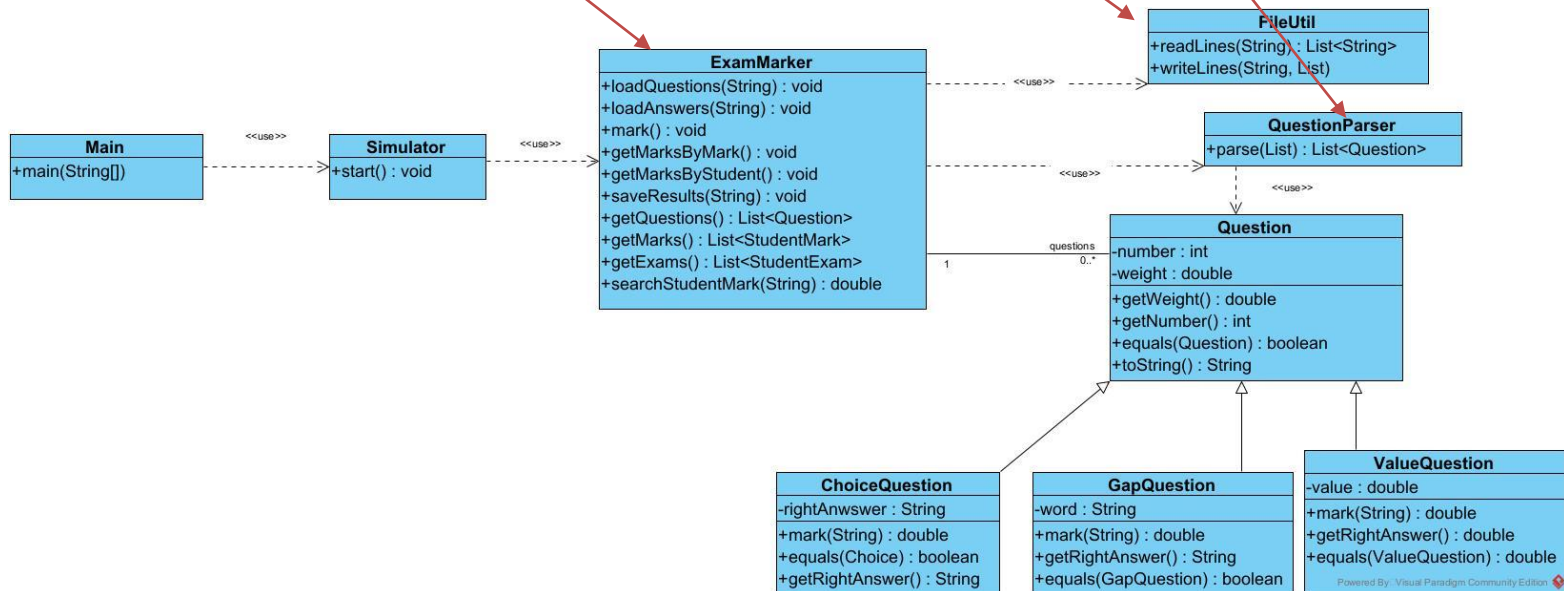 FileUtil
+readLines(String) : List<String>
+writeLines(String, List)
ExamMarker
+loadQuestions(String) : void
+loadAnswers(String) : void
+mark() : void
+getMarksByMark() : void
+getMarksByStudent() : void
+saveResults(String) : void
+getQuestions() : List<Question>
+getMarks() : List<StudentMark>
+getExams() : List<StudentExam>
+searchStudentMark(String) : double
<<use>>
QuestionParser
+parse(List) : List<Question>
Main
+main(String[])
<<use>>
Simulator
+start() : void
<<use>>
<<use>>
<<use>>
Question
-number : int
-weight : double
+getWeight() : double
+getNumber() : int
+equals(Question) : boolean
+toString() : String
questions
1
0..*
ChoiceQuestion
-rightAnwswer : String
+mark(String) : double
+equals(Choice) : boolean
+getRightAnswer() : String
GapQuestion
-word : String
+mark(String) : double
+getRightAnswer() : String
+equals(GapQuestion) : boolean
ValueQuestion
-value : double
+mark(String) : double
+getRightAnswer() : double
+equals(ValueQuestion) : double
Powered By Visual Paradigm Community Edition